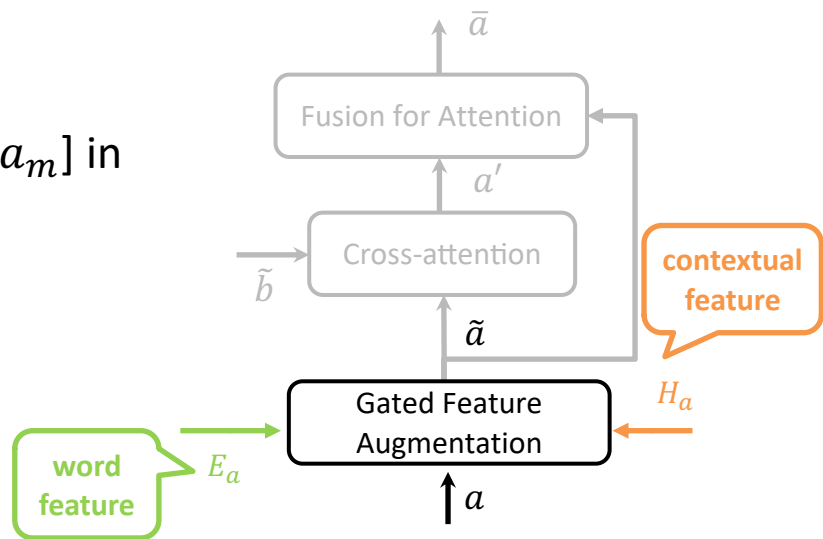 ā
Fusion for Attention
a_m] in
a′
Cross-attention
b̃
contextual
feature
ã
Gated Feature
Augmentation
H_a
E_a
word
feature
a